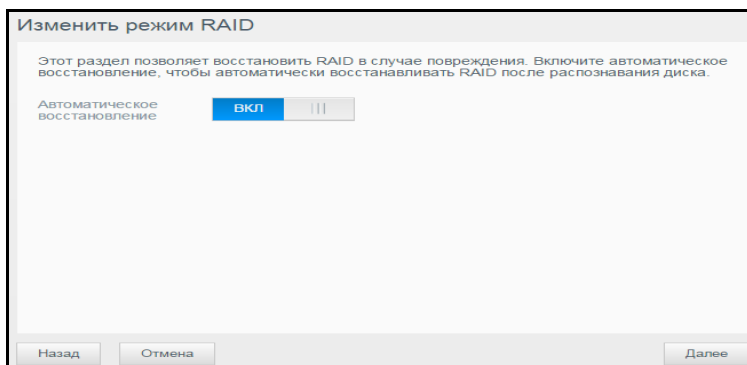 Изменить режим RAID
Этот раздел позволяет восстановить RAID в случае повреждения. Включите автоматическое
восстановление, чтобы автоматически восстанавливать RAID после распознавания диска.
Автоматическое
восстановление
ВКЛ
Назад
Отмена
Далее